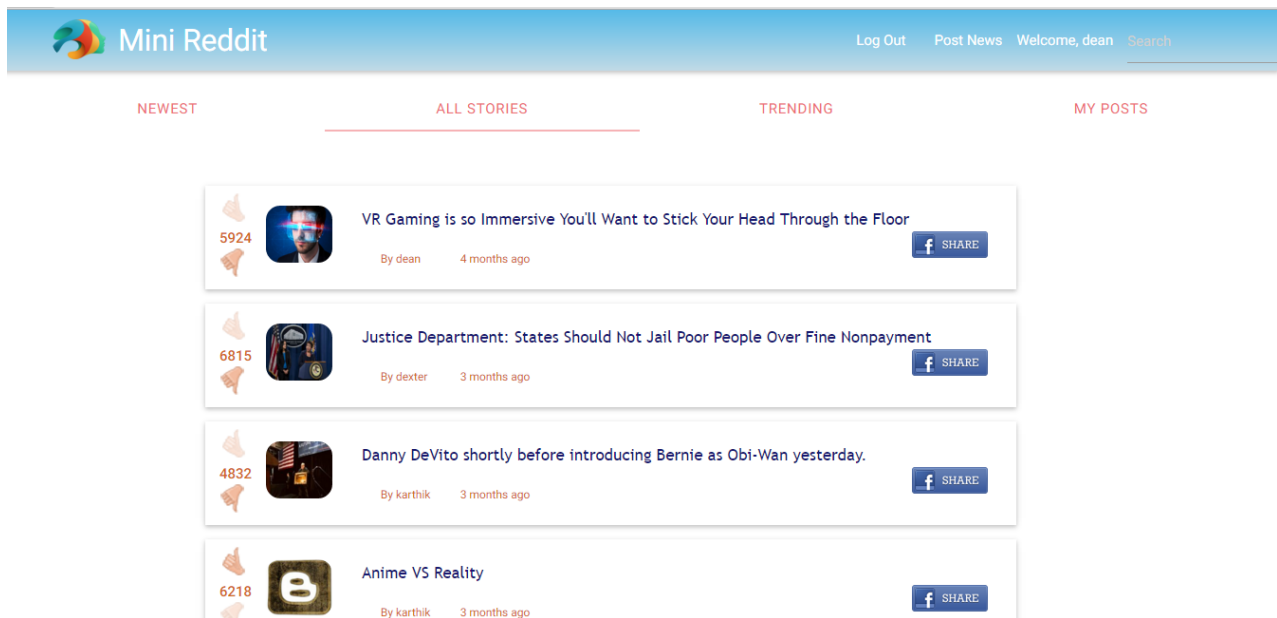 Mini Reddit
Log Out Post News Welcome, dean Search
NEWEST ALL STORIES TRENDING MY POSTS
VR Gaming is so Immersive You'll Want to Stick Your Head Through the Floor
5924
f SHARE
By dean 4 months ago
Justice Department: States Should Not Jail Poor People Over Fine Nonpayment
6815
f SHARE
By dexter 3 months ago
Danny DeVito shortly before introducing Bernie as Obi-Wan yesterday.
4832
f SHARE
By karthik 3 months ago
Anime VS Reality
6218
f SHARE
By karthik 3 months ago